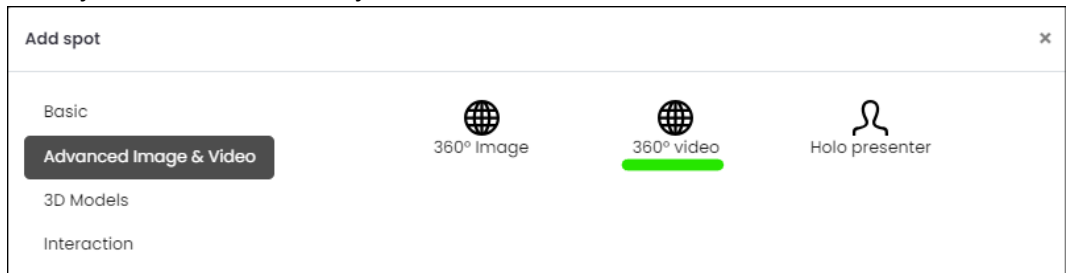 Add spot
×
Basic
Advanced Image & Video
3D Models
Interaction
360° Image
360° video
Holo presenter